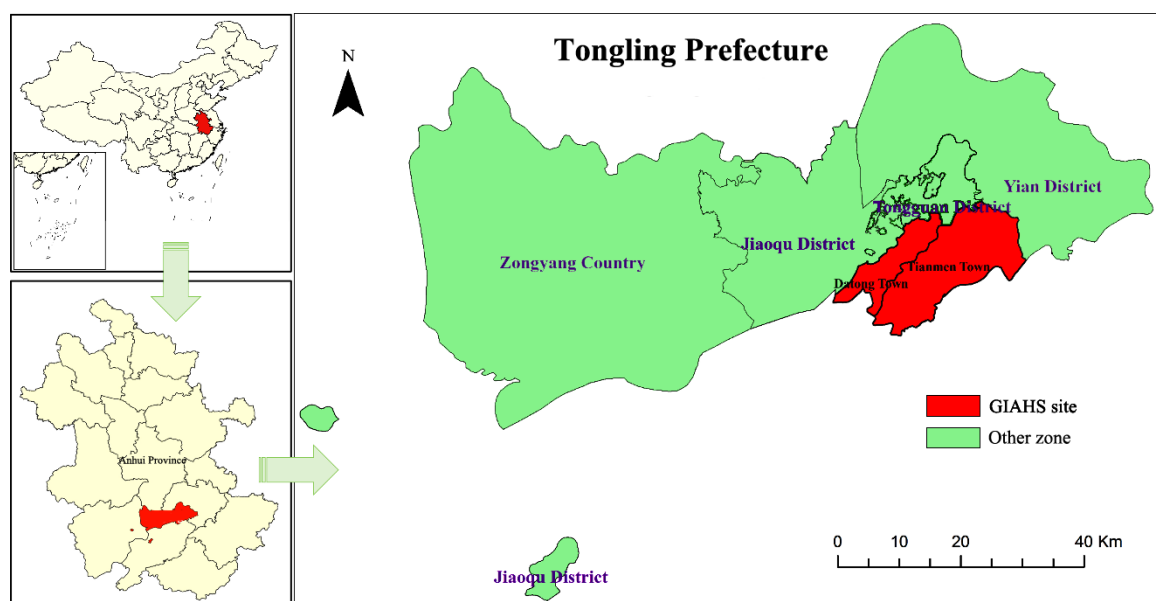 Tongling Prefecture
N
Yian District
Tongguan District
Jiaoqu District
Zongyang Country
Tianmen Town
Datong Town
GIAHS site
Other zone
Anhui Province
Jiaoqu District
0 10 20 40 Km